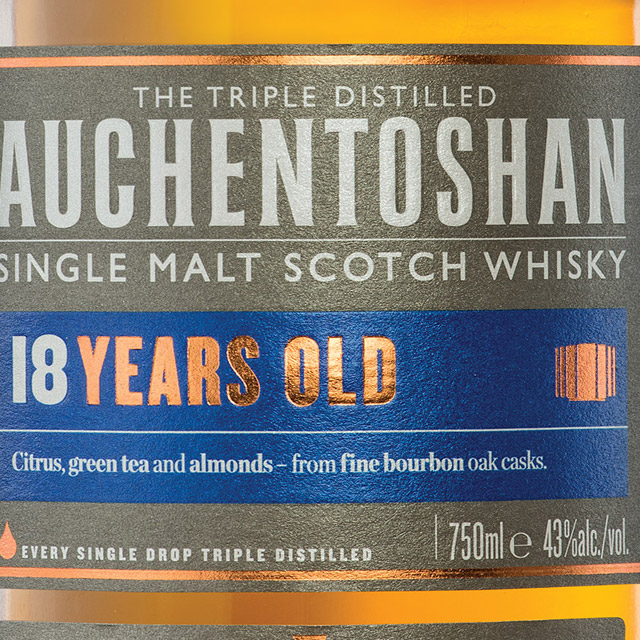 THE TRIPLE DISTILLED
AUCHENTOSHAN
SINGLE MALT SCOTCH WHISKY
18 YEARS OLD
Citrus, green tea and almonds – from fine bourbon oak casks.
750ml ℮ 43%alc./vol.
EVERY SINGLE DROP TRIPLE DISTILLED